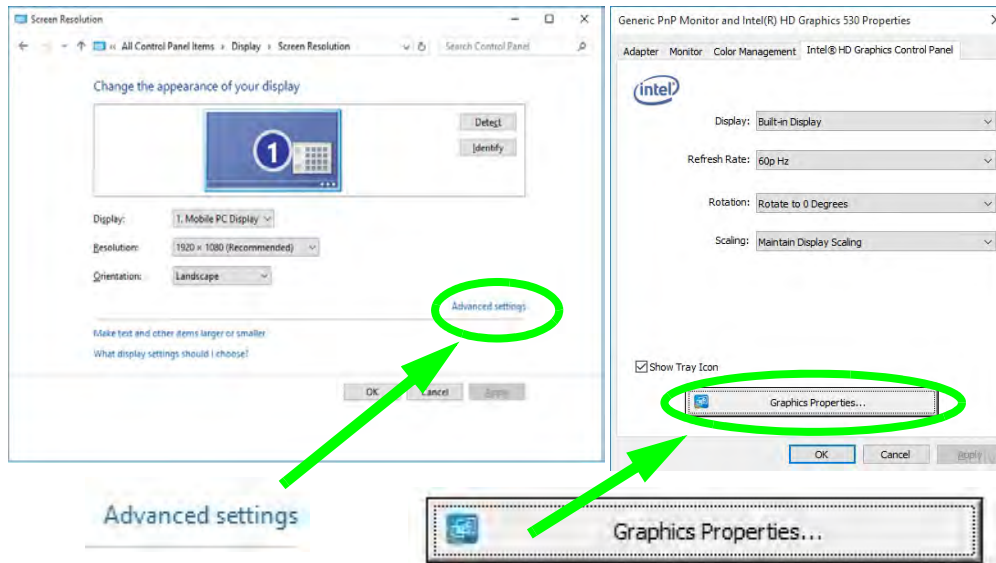 Screen Resolution
« All Control Panel Items › Display › Screen Resolution
Search Control Panel
Change the appearance of your display
1
Detect
Identify
Display: 1. Mobile PC Display
Resolution: 1920 × 1080 (Recommended)
Orientation: Landscape
Advanced settings
Make text and other items larger or smaller
What display settings should I choose?
OK Cancel Apply
Generic PnP Monitor and Intel(R) HD Graphics 530 Properties
Adapter Monitor Color Management Intel® HD Graphics Control Panel
intel
Display: Built-in Display
Refresh Rate: 60p Hz
Rotation: Rotate to 0 Degrees
Scaling: Maintain Display Scaling
Show Tray Icon
Graphics Properties...
OK Cancel Apply
Advanced settings
Graphics Properties...